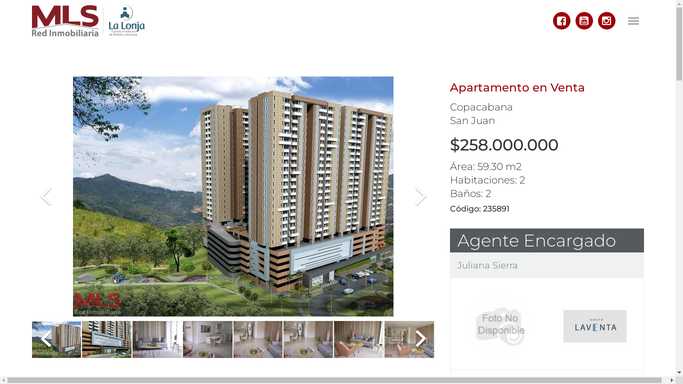 MLS
Red Inmobiliaria
La Lonja
Apartamento en Venta
Copacabana
San Juan
$258.000.000
Área: 59.30 m2
Habitaciones: 2
Baños: 2
Código: 235891
MLS
Red Inmobiliaria
Agente Encargado
Juliana Sierra
Foto No
Disponible
LAVENTA